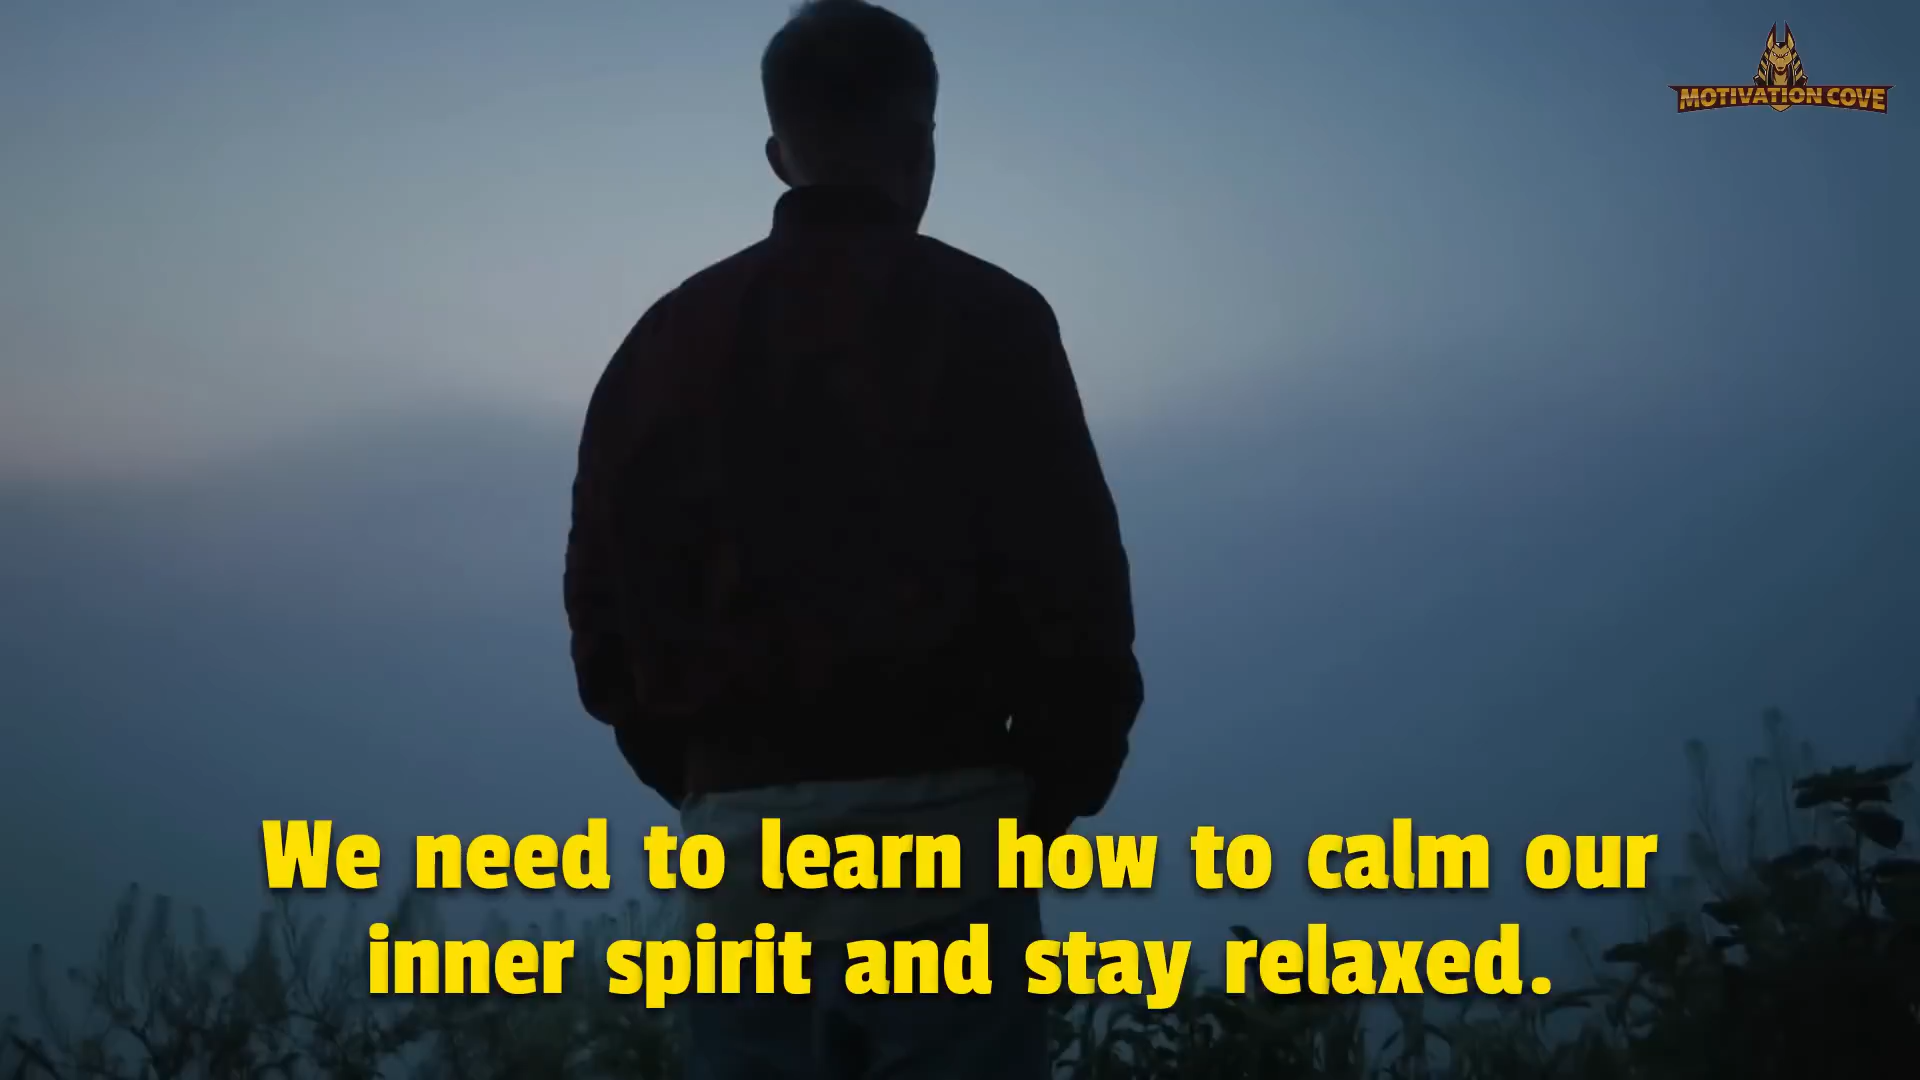 MOTIVATION COVE
We need to learn how to calm our
inner spirit and stay relaxed.